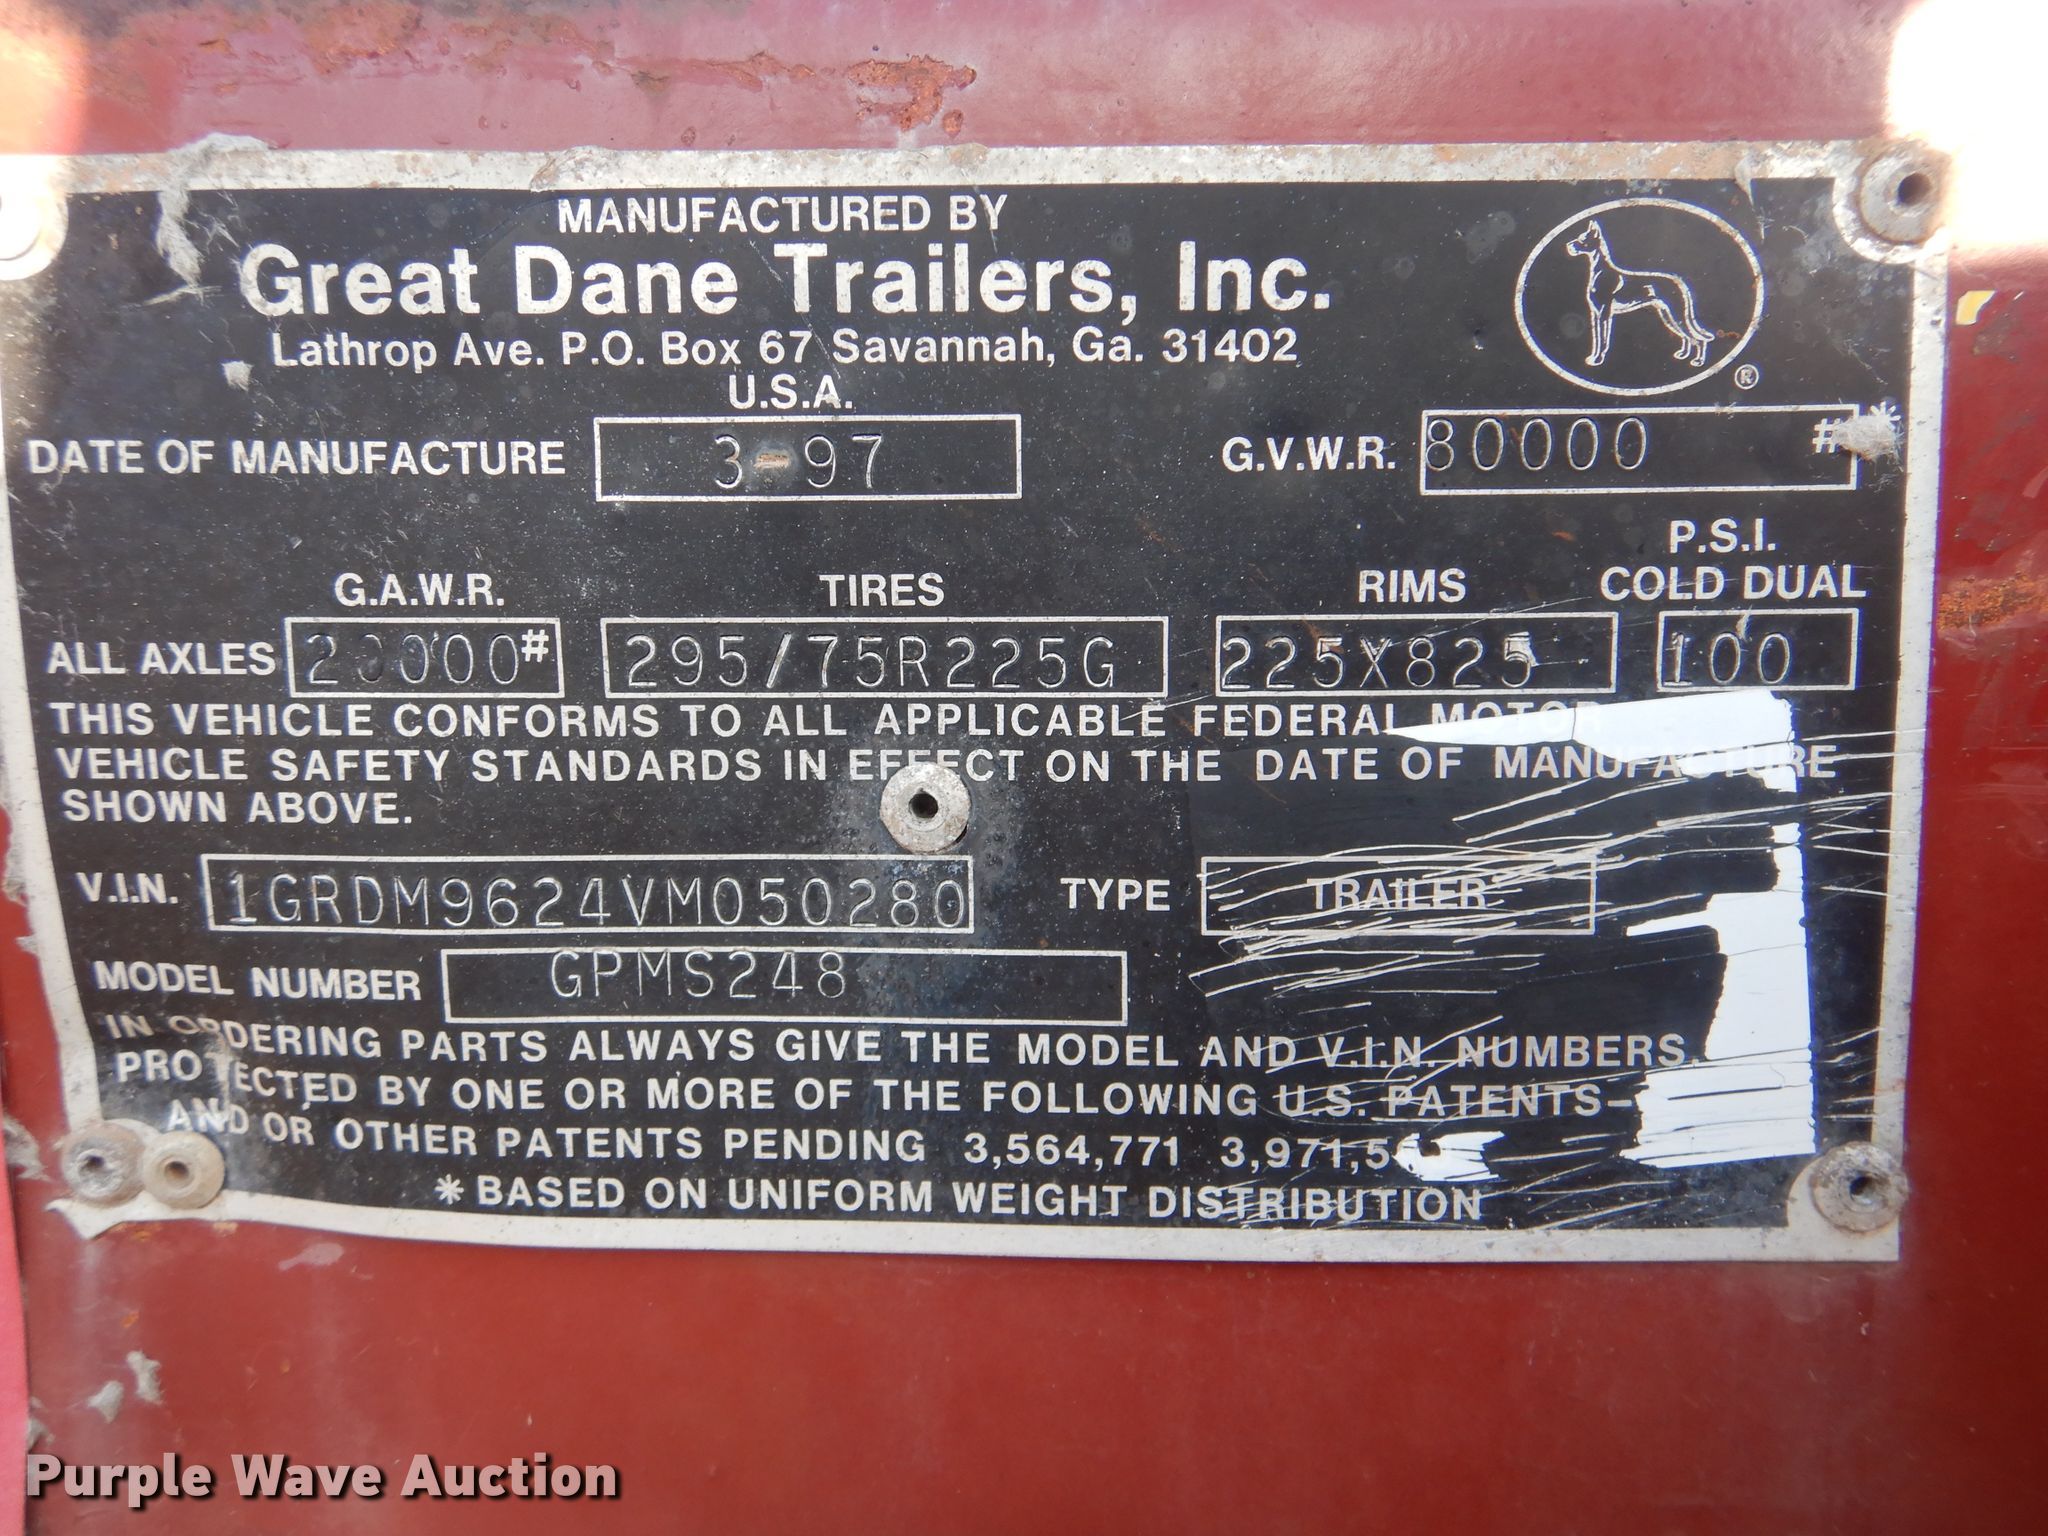 MANUFACTURED BY
Great Dane Trailers, Inc.
Lathrop Ave. P.O. Box 67 Savannah, Ga. 31402
U.S.A.
®
DATE OF MANUFACTURE 3-97 G.V.W.R. 80000 #*
P.S.I.
G.A.W.R. TIRES RIMS COLD DUAL
ALL AXLES 20000# 295/75R225G 225X825 100
THIS VEHICLE CONFORMS TO ALL APPLICABLE FEDERAL MOTOR
VEHICLE SAFETY STANDARDS IN EFFECT ON THE DATE OF MANUFACTURE
SHOWN ABOVE.
V.I.N. 1GRDM9624VM050280 TYPE TRAILER
MODEL NUMBER GPMS248
IN ORDERING PARTS ALWAYS GIVE THE MODEL AND V.I.N. NUMBERS.
PROTECTED BY ONE OR MORE OF THE FOLLOWING U.S. PATENTS—
AND/OR OTHER PATENTS PENDING 3,564,771
* BASED ON UNIFORM WEIGHT DISTRIBUTION
Purple Wave Auction